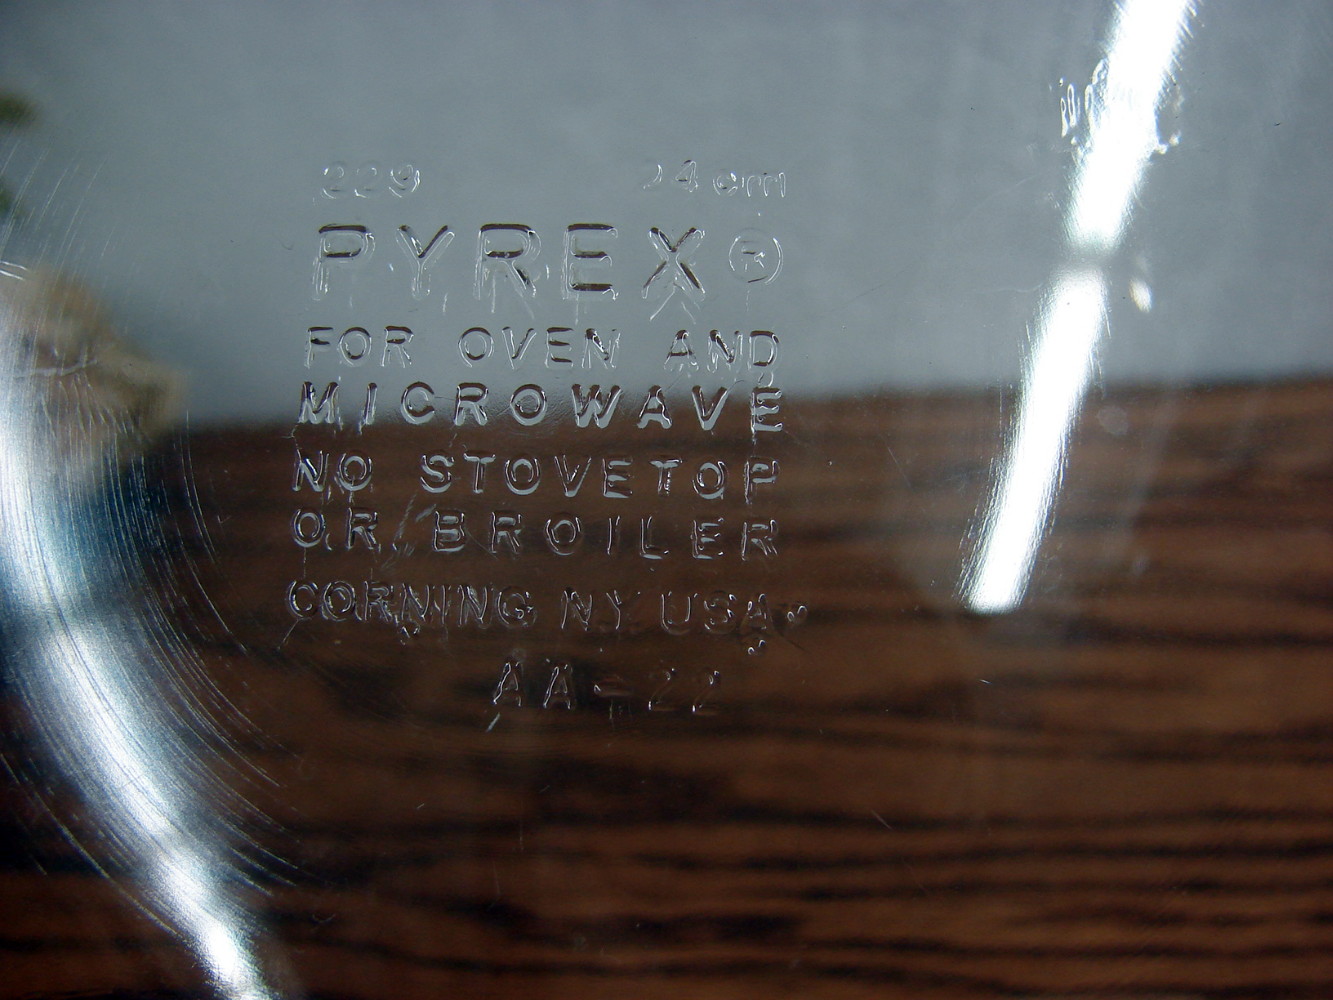 229 24 cm
PYREX ®
FOR OVEN AND
MICROWAVE
NO STOVETOP
OR BROILER
CORNING NY USA
AA-22